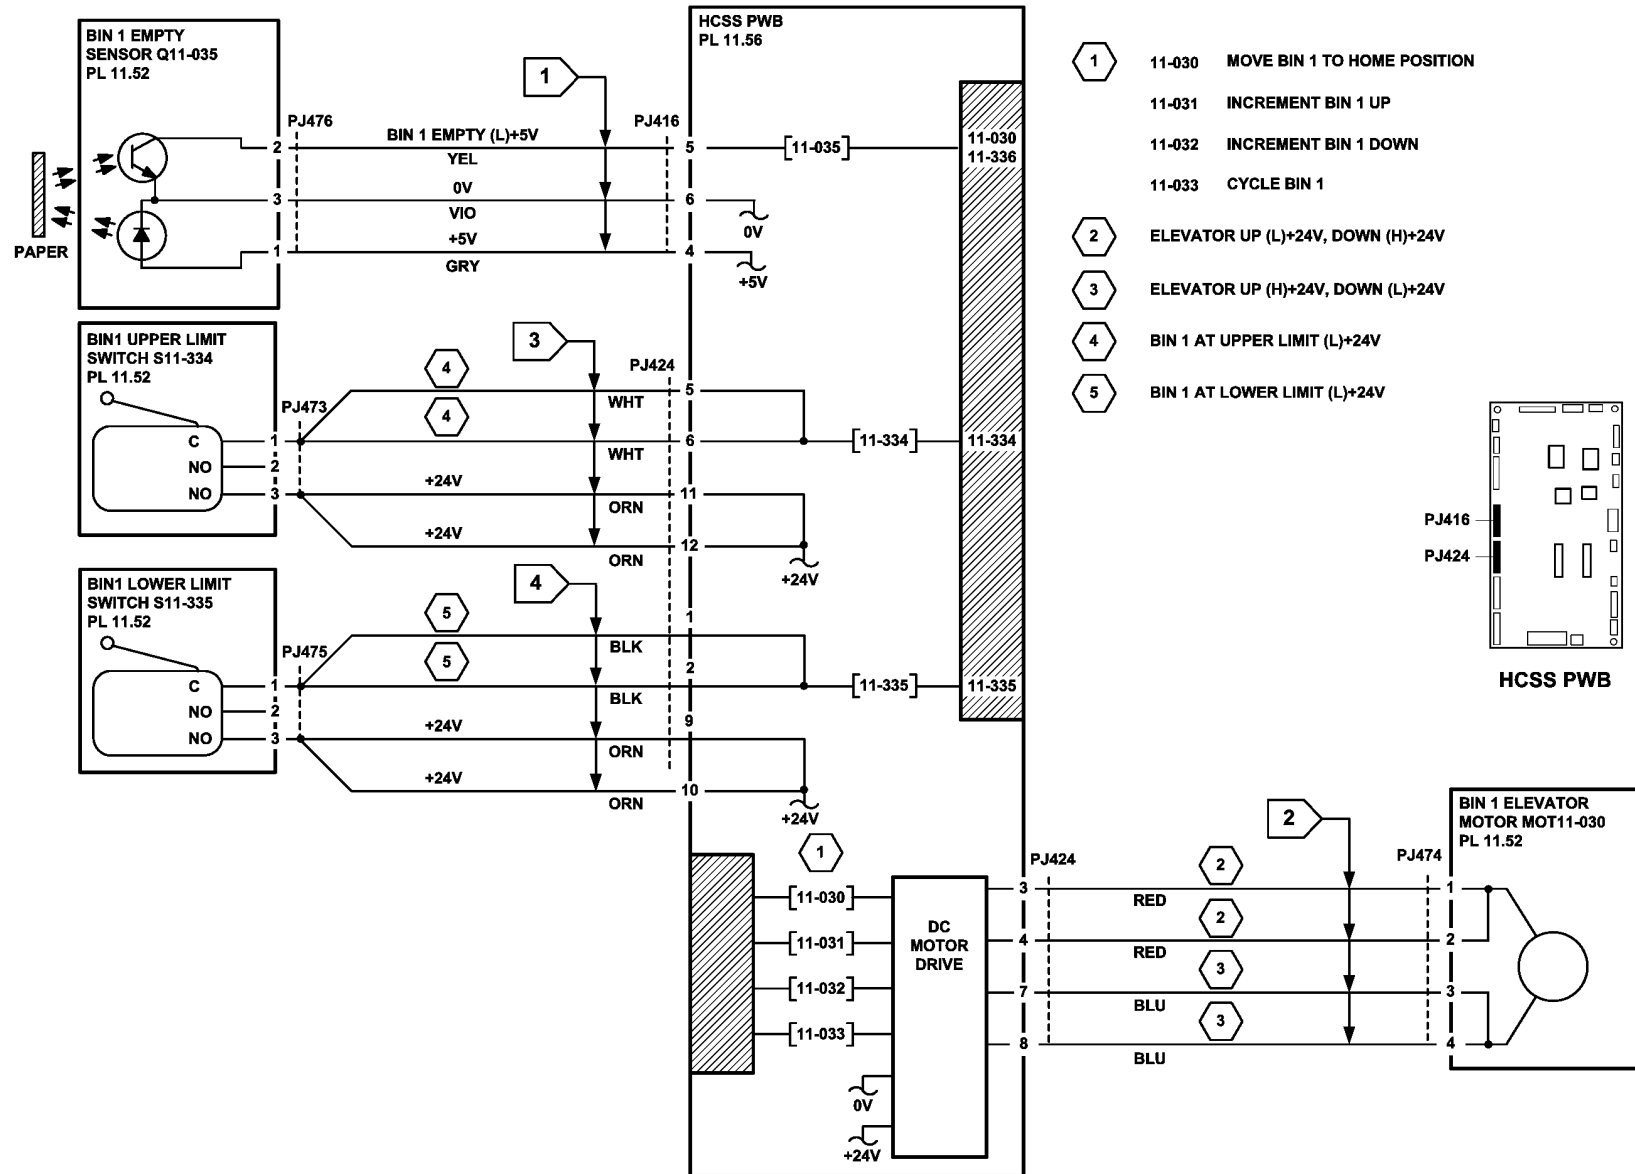 BIN 1 EMPTY
SENSOR Q11-035
PL 11.52
PJ476
2
3
1
PAPER
BIN 1 EMPTY (L)+5V
YEL
0V
VIO
+5V
GRY
1
PJ416
5
6
4
HCSS PWB
PL 11.56
[11-035]
0V
+5V
11-030
11-336
BIN1 UPPER LIMIT
SWITCH S11-334
PL 11.52
C
NO
NO
1
2
3
PJ473
4
4
+24V
+24V
3
WHT
WHT
ORN
ORN
PJ424
5
6
11
12
[11-334]
11-334
+24V
BIN1 LOWER LIMIT
SWITCH S11-335
PL 11.52
C
NO
NO
1
2
3
PJ475
5
5
+24V
+24V
4
BLK
BLK
ORN
ORN
1
2
9
10
[11-335]
11-335
+24V
1
[11-030]
[11-031]
[11-032]
[11-033]
0V
+24V
DC
MOTOR
DRIVE
3
4
7
8
PJ424
2
2
3
3
RED
RED
BLU
BLU
2
PJ474
1
2
3
4
BIN 1 ELEVATOR
MOTOR MOT11-030
PL 11.52
1 11-030 MOVE BIN 1 TO HOME POSITION
11-031 INCREMENT BIN 1 UP
11-032 INCREMENT BIN 1 DOWN
11-033 CYCLE BIN 1
2 ELEVATOR UP (L)+24V, DOWN (H)+24V
3 ELEVATOR UP (H)+24V, DOWN (L)+24V
4 BIN 1 AT UPPER LIMIT (L)+24V
5 BIN 1 AT LOWER LIMIT (L)+24V
PJ416
PJ424
HCSS PWB